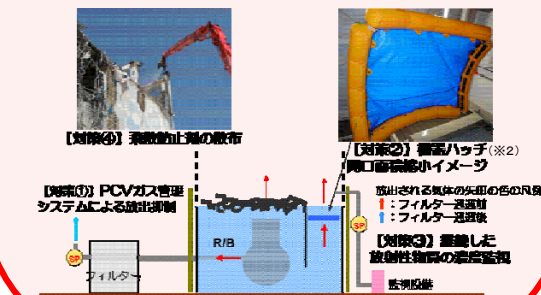 【対策④】飛散防止剤の散布
【対策②】機器ハッチ(※2)
開口面積縮小イメージ
【対策①】PCVガス管理
システムによる放出抑制
放出される気体の矢印の色の凡例
:フィルター通過前
:フィルター通過後
SP
SP
R/B
フィルター
【対策③】飛散した
放射性物質の濃度監視
監視設備